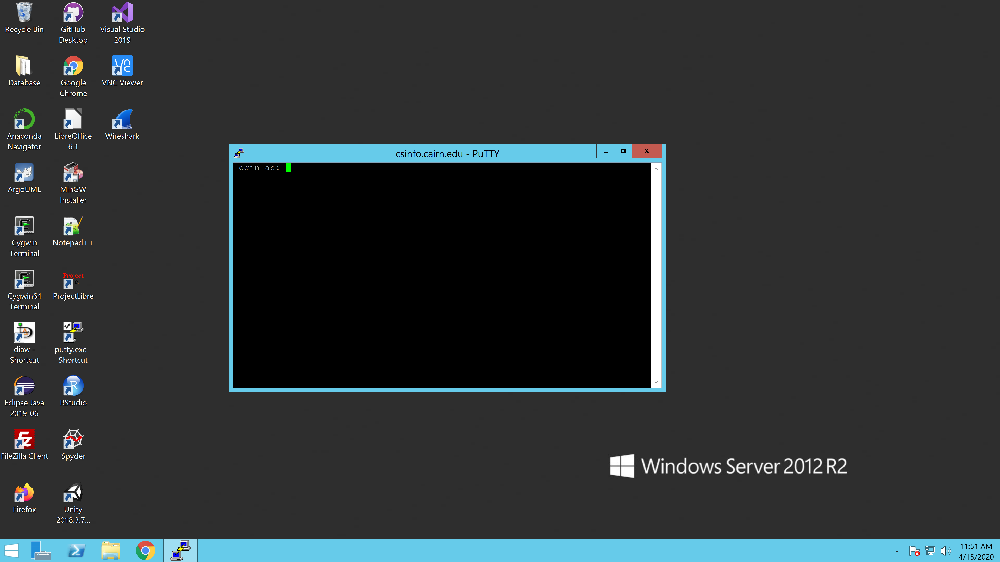 Recycle Bin
GitHub
Desktop
Visual Studio
2019
Database
Google
Chrome
VNC Viewer
Anaconda
Navigator
LibreOffice
6.1
Wireshark
ArgoUML
MinGW
Installer
Cygwin
Terminal
Notepad++
Cygwin64
Terminal
Project
ProjectLibre
diaw -
Shortcut
putty.exe -
Shortcut
Eclipse Java
2019-06
RStudio
FileZilla Client
Spyder
Firefox
Unity
2018.3.7...
csinfo.cairn.edu - PuTTY
login as:
Windows Server 2012 R2
11:51 AM
4/15/2020